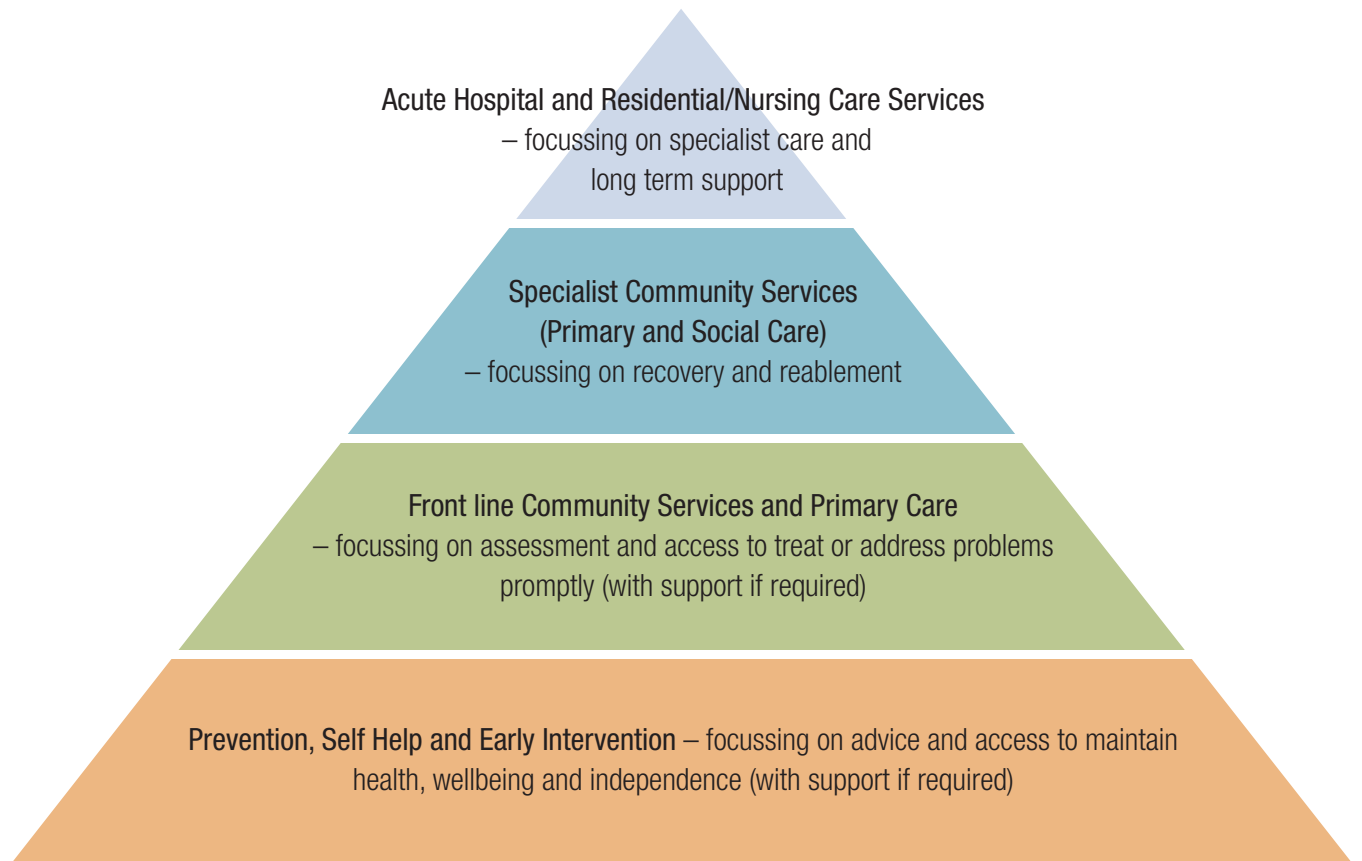 Acute Hospital and Residential/Nursing Care Services
– focussing on specialist care and
long term support
Specialist Community Services
(Primary and Social Care)
– focussing on recovery and reablement
Front line Community Services and Primary Care
– focussing on assessment and access to treat or address problems
promptly (with support if required)
Prevention, Self Help and Early Intervention – focussing on advice and access to maintain
health, wellbeing and independence (with support if required)